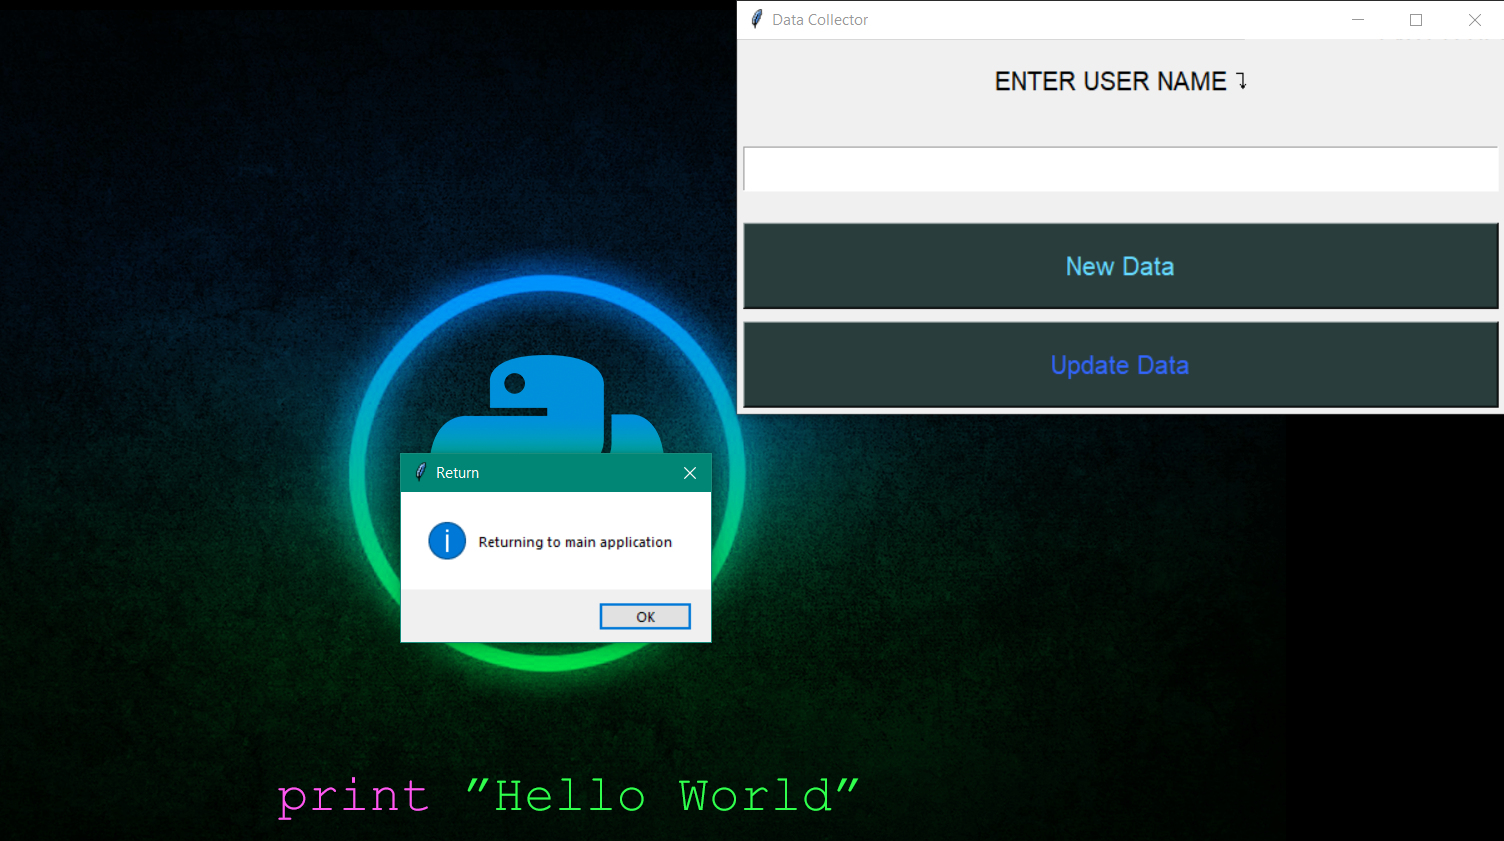 Data Collector
ENTER USER NAME ⤵
New Data
Update Data
Return
Returning to main application
OK
print ”Hello World”